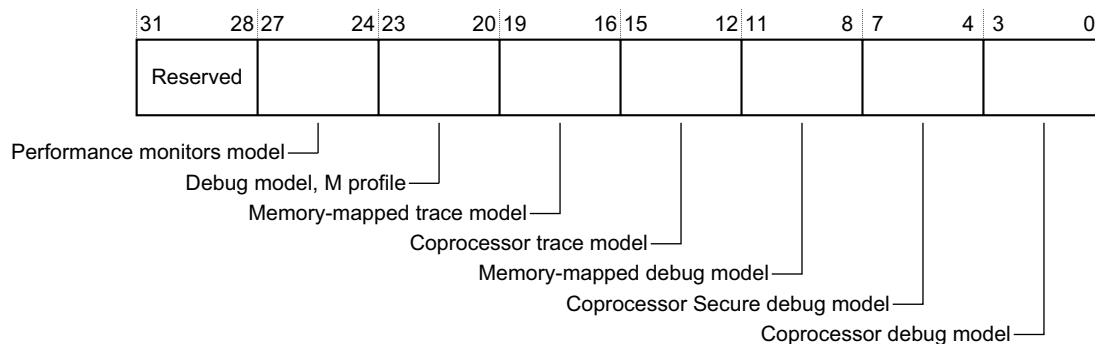 31 28 27 24 23 20 19 16 15 12 11 8 7 4 3 0
Reserved
Performance monitors model
Debug model, M profile
Memory-mapped trace model
Coprocessor trace model
Memory-mapped debug model
Coprocessor Secure debug model
Coprocessor debug model